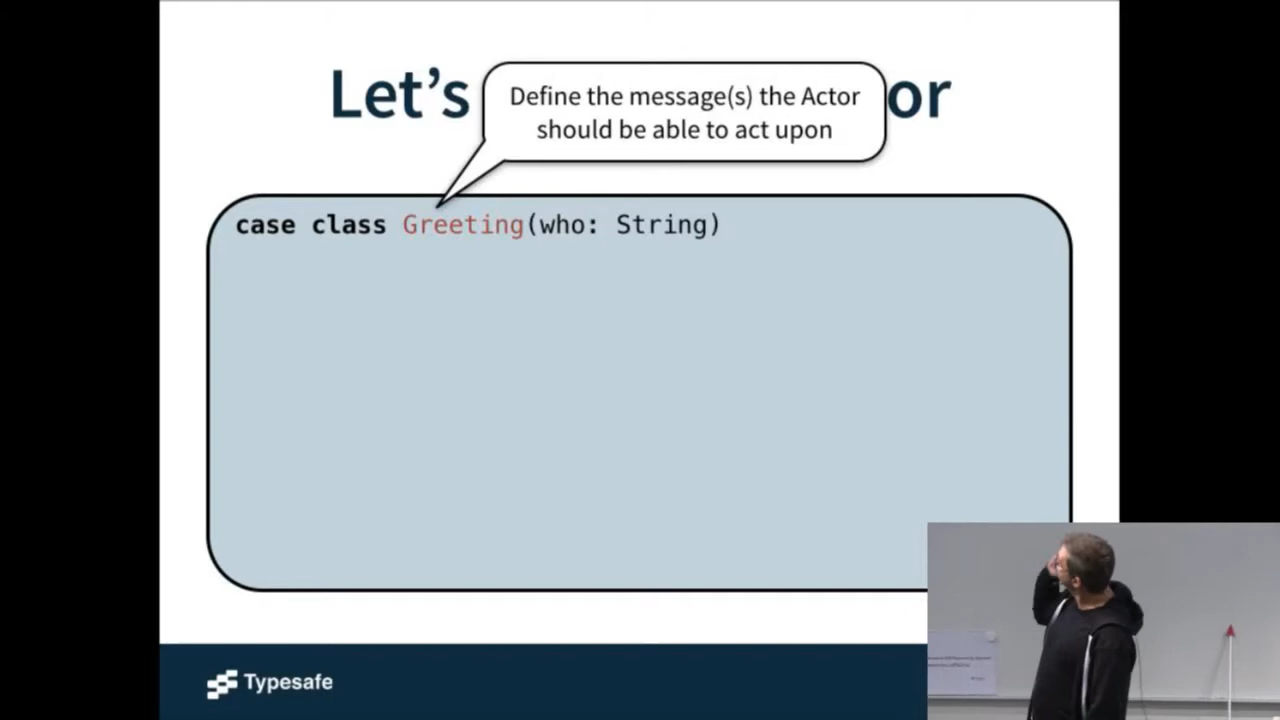 Let's
or
Define the message(s) the Actor
should be able to act upon
case class Greeting(who: String)
Typesafe